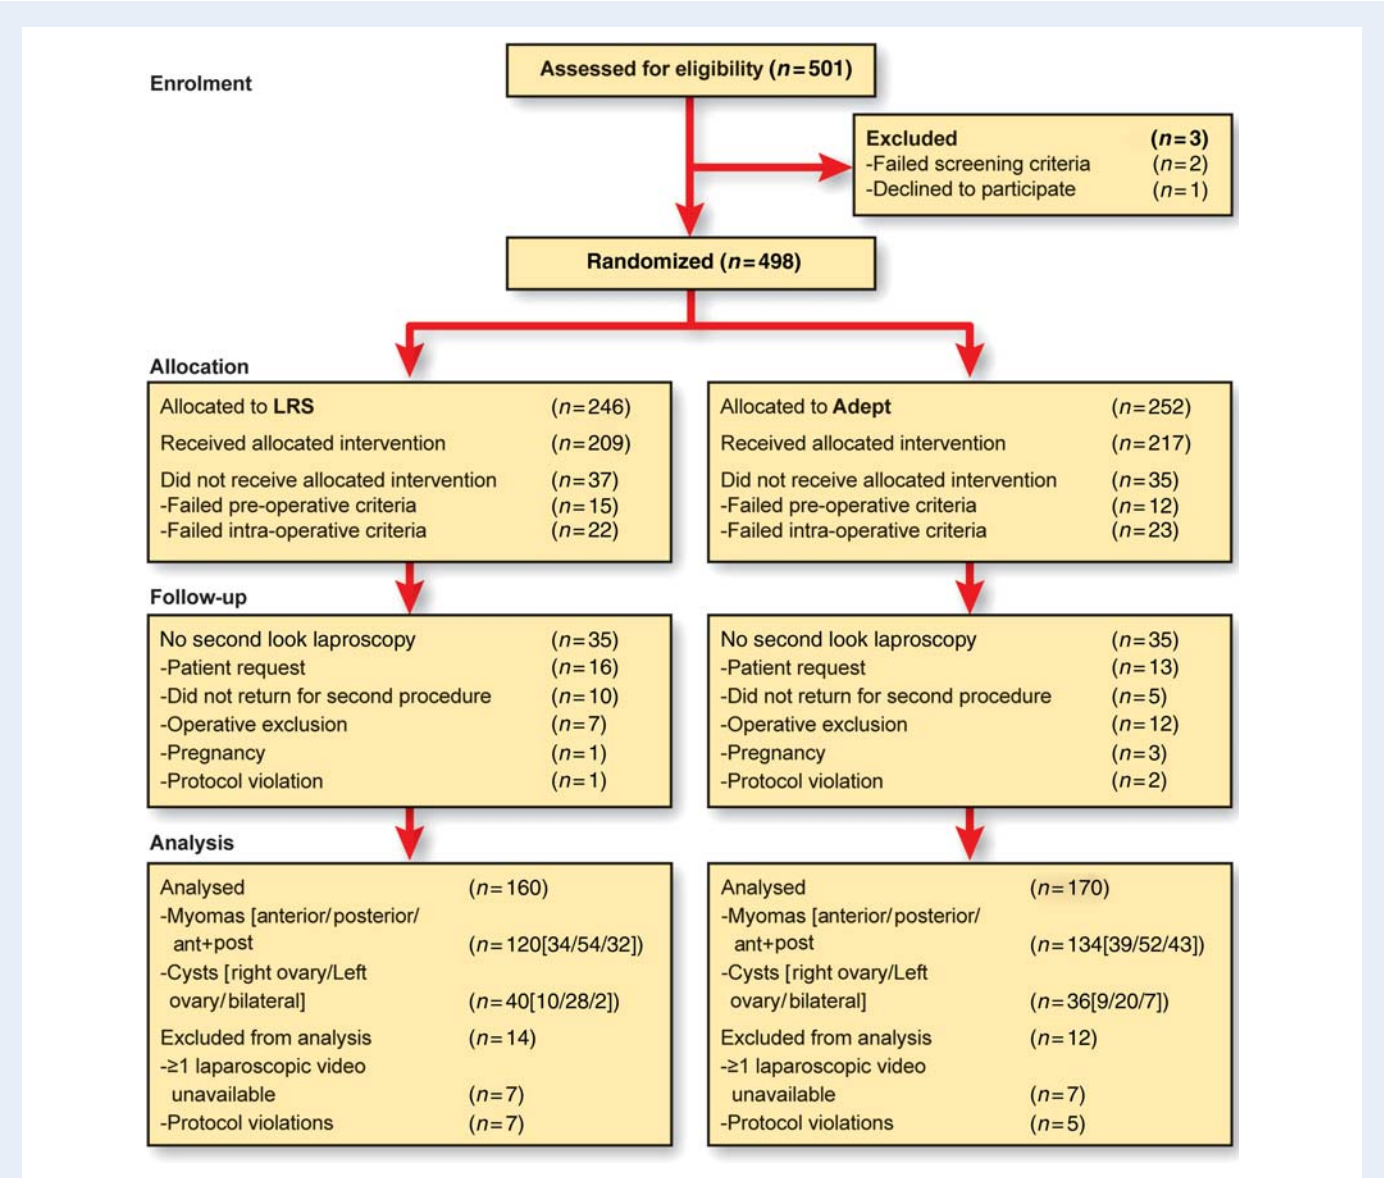 Enrolment
Assessed for eligibility (n=501)
Excluded (n=3)
-Failed screening criteria (n=2)
-Declined to participate (n=1)
Randomized (n=498)
Allocation
Allocated to LRS (n=246)
Received allocated intervention (n=209)
Did not receive allocated intervention (n=37)
-Failed pre-operative criteria (n=15)
-Failed intra-operative criteria (n=22)
Allocated to Adept (n=252)
Received allocated intervention (n=217)
Did not receive allocated intervention (n=35)
-Failed pre-operative criteria (n=12)
-Failed intra-operative criteria (n=23)
Follow-up
No second look laproscopy (n=35)
-Patient request (n=16)
-Did not return for second procedure (n=10)
-Operative exclusion (n=7)
-Pregnancy (n=1)
-Protocol violation (n=1)
No second look laproscopy (n=35)
-Patient request (n=13)
-Did not return for second procedure (n=5)
-Operative exclusion (n=12)
-Pregnancy (n=3)
-Protocol violation (n=2)
Analysis
Analysed (n=160)
-Myomas [anterior/posterior/
ant+post (n=120[34/54/32])
-Cysts [right ovary/Left
ovary/bilateral] (n=40[10/28/2])
Excluded from analysis (n=14)
-≥1 laparoscopic video
unavailable (n=7)
-Protocol violations (n=7)
Analysed (n=170)
-Myomas [anterior/posterior/
ant+post (n=134[39/52/43])
-Cysts [right ovary/Left
ovary/bilateral] (n=36[9/20/7])
Excluded from analysis (n=12)
-≥1 laparoscopic video
unavailable (n=7)
-Protocol violations (n=5)